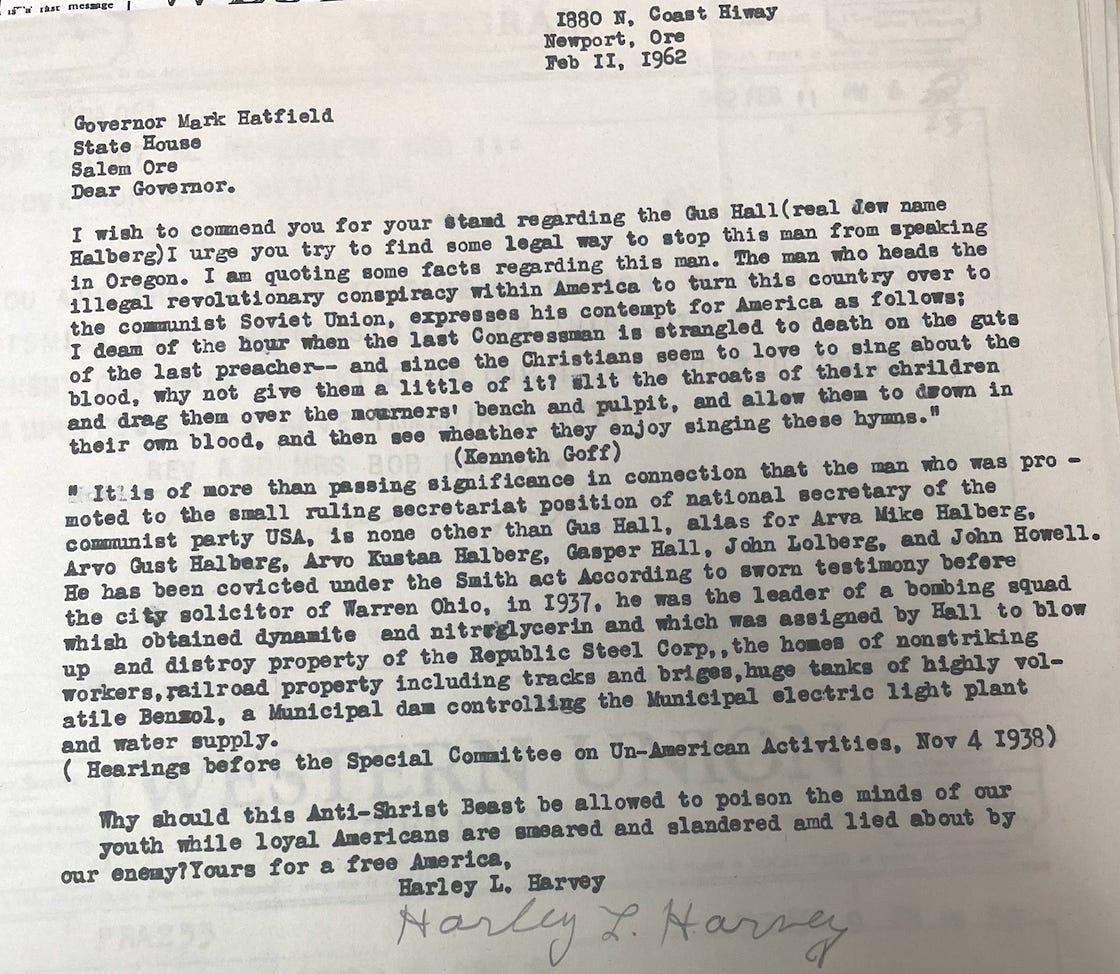 is "a" fast message
1880 N, Coast Hiway
Newport, Ore
Feb II, I962
Governor Mark Hatfield
State House
Salem Ore
Dear Governor.
I wish to commend you for your stamd regarding the Gus Hall(real Jew name
Halberg)I urge you try to find some legal way to stop this man from speaking
in Oregon. I am quoting some facts regarding this man. The man who heads the
illegal revolutionary conspiracy within America to turn this country over to
the communist Soviet Union, expresses his contempt for America as follows;
I deam of the hour when the last Congressman is strangled to death on the guts
of the last preacher-- and since the Christians seem to love to sing about the
blood, why not give them a little of it? slit the throats of their chrildren
and drag them over the mourners' bench and pulpit, and allow them to drown in
their own blood, and then see wheather they enjoy singing these hymns."
(Kenneth Goff)
" It is of more than passing significance in connection that the man who was pro -
moted to the small ruling secretariat position of national secretary of the
communist party USA, is none other than Gus Hall, alias for Arva Mike Halberg,
Arvo Gust Halberg, Arvo Kustaa Halberg, Gasper Hall, John Lolberg, and John Howell.
He has been covicted under the Smith act According to sworn testimony before
the city solicitor of Warren Ohio, in I937, he was the leader of a bombing squad
whish obtained dynamite and nitroglycerin and which was assigned by Hall to blow
up and distroy property of the Republic Steel Corp,,the homes of nonstriking
workers,railroad property including tracks and briges,huge tanks of highly vol-
atile Benzol, a Municipal dam controlling the Municipal electric light plant
and water supply.
( Hearings before the Special Committee on Un-American Activities, Nov 4 I938)
Why should this Anti-Shrist Beast be allowed to poison the minds of our
youth while loyal Americans are smeared and slandered amd lied about by
our enemy?Yours for a free America,
Harley L. Harvey
Harley L. Harvey